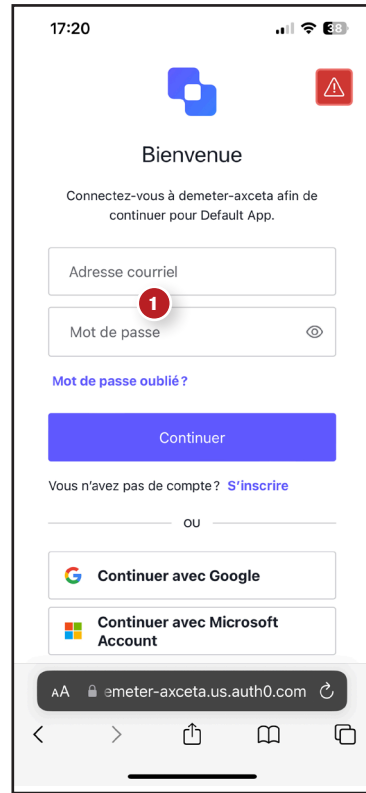 17:20
38
Bienvenue
Connectez-vous à demeter-axceta afin de
continuer pour Default App.
Adresse courriel
1
Mot de passe
Mot de passe oublié?
Continuer
Vous n'avez pas de compte? S'inscrire
OU
Continuer avec Google
Continuer avec Microsoft
Account
AA emeter-axceta.us.auth0.com